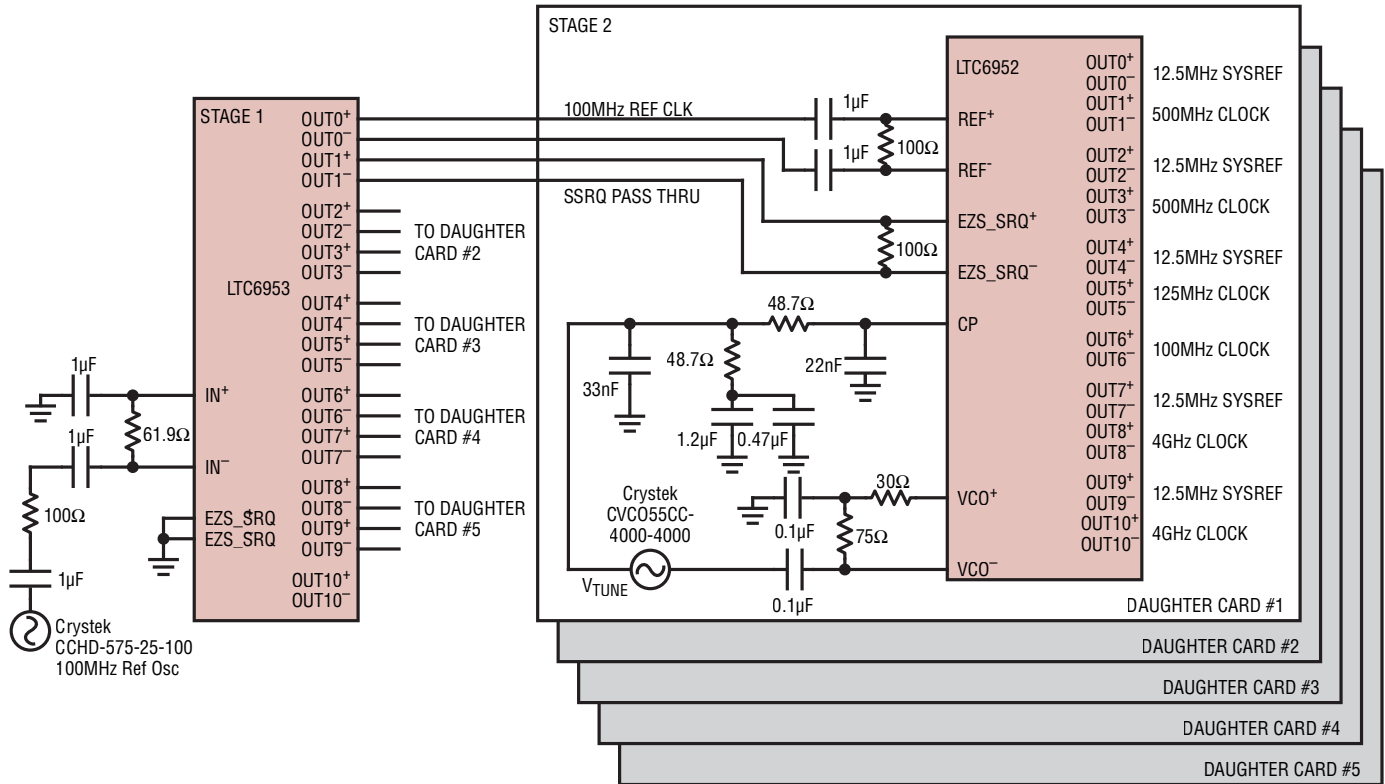 STAGE 1
LTC6953
OUT0+
OUT0−
OUT1+
OUT1−
OUT2+
OUT2−
OUT3+
OUT3−
OUT4+
OUT4−
OUT5+
OUT5−
OUT6+
OUT6−
OUT7+
OUT7−
OUT8+
OUT8−
OUT9+
OUT9−
OUT10+
OUT10−
TO DAUGHTER
CARD #2
TO DAUGHTER
CARD #3
TO DAUGHTER
CARD #4
TO DAUGHTER
CARD #5
IN+
IN−
EZS_SRQ+
EZS_SRQ
1µF
61.9Ω
1µF
100Ω
1µF
Crystek
CCHD-575-25-100
100MHz Ref Osc
STAGE 2
100MHz REF CLK
SSRQ PASS THRU
1µF
1µF
100Ω
100Ω
48.7Ω
48.7Ω
33nF
22nF
1.2µF
0.47µF
Crystek
CVCO55CC-
4000-4000
VTUNE
0.1µF
0.1µF
30Ω
75Ω
LTC6952
REF+
REF-
EZS_SRQ+
EZS_SRQ−
CP
VCO+
VCO−
OUT0+
OUT0−
12.5MHz SYSREF
OUT1+
OUT1−
500MHz CLOCK
OUT2+
OUT2−
12.5MHz SYSREF
OUT3+
OUT3−
500MHz CLOCK
OUT4+
OUT4−
12.5MHz SYSREF
OUT5+
OUT5−
125MHz CLOCK
OUT6+
OUT6−
100MHz CLOCK
OUT7+
OUT7−
12.5MHz SYSREF
OUT8+
OUT8−
4GHz CLOCK
OUT9+
OUT9−
12.5MHz SYSREF
OUT10+
OUT10−
4GHz CLOCK
DAUGHTER CARD #1
DAUGHTER CARD #2
DAUGHTER CARD #3
DAUGHTER CARD #4
DAUGHTER CARD #5